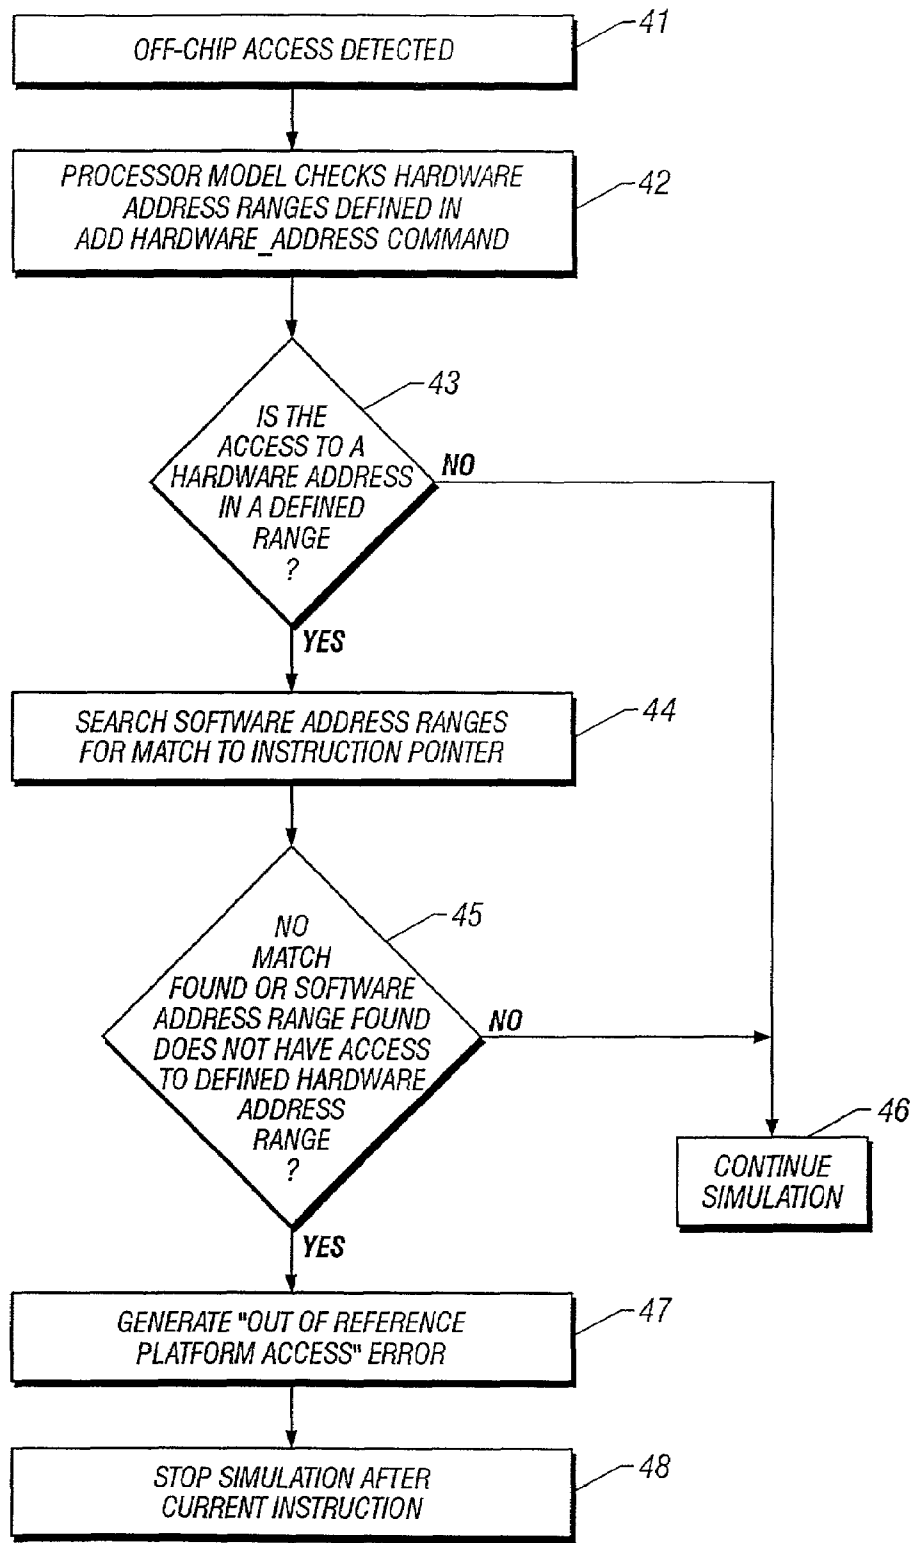 OFF-CHIP ACCESS DETECTED
41
PROCESSOR MODEL CHECKS HARDWARE
ADDRESS RANGES DEFINED IN
ADD HARDWARE_ADDRESS COMMAND
42
43
IS THE
ACCESS TO A
HARDWARE ADDRESS
IN A DEFINED
RANGE
?
NO
YES
SEARCH SOFTWARE ADDRESS RANGES
FOR MATCH TO INSTRUCTION POINTER
44
45
NO
MATCH
FOUND OR SOFTWARE
ADDRESS RANGE FOUND
DOES NOT HAVE ACCESS
TO DEFINED HARDWARE
ADDRESS
RANGE
?
NO
YES
46
CONTINUE
SIMULATION
GENERATE "OUT OF REFERENCE
PLATFORM ACCESS" ERROR
47
STOP SIMULATION AFTER
CURRENT INSTRUCTION
48